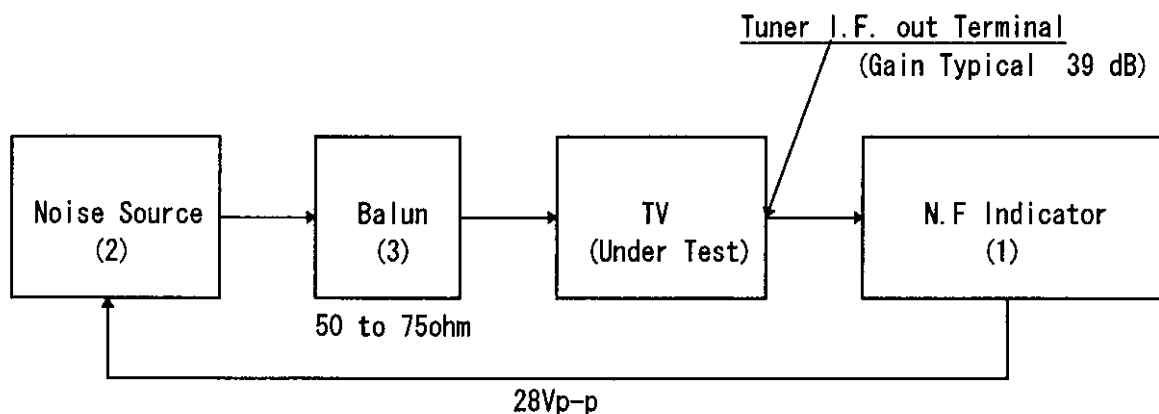 Tuner I.F. out Terminal
(Gain Typical 39 dB)
Noise Source
(2)
Balun
(3)
TV
(Under Test)
N.F Indicator
(1)
50 to 75ohm
28Vp-p